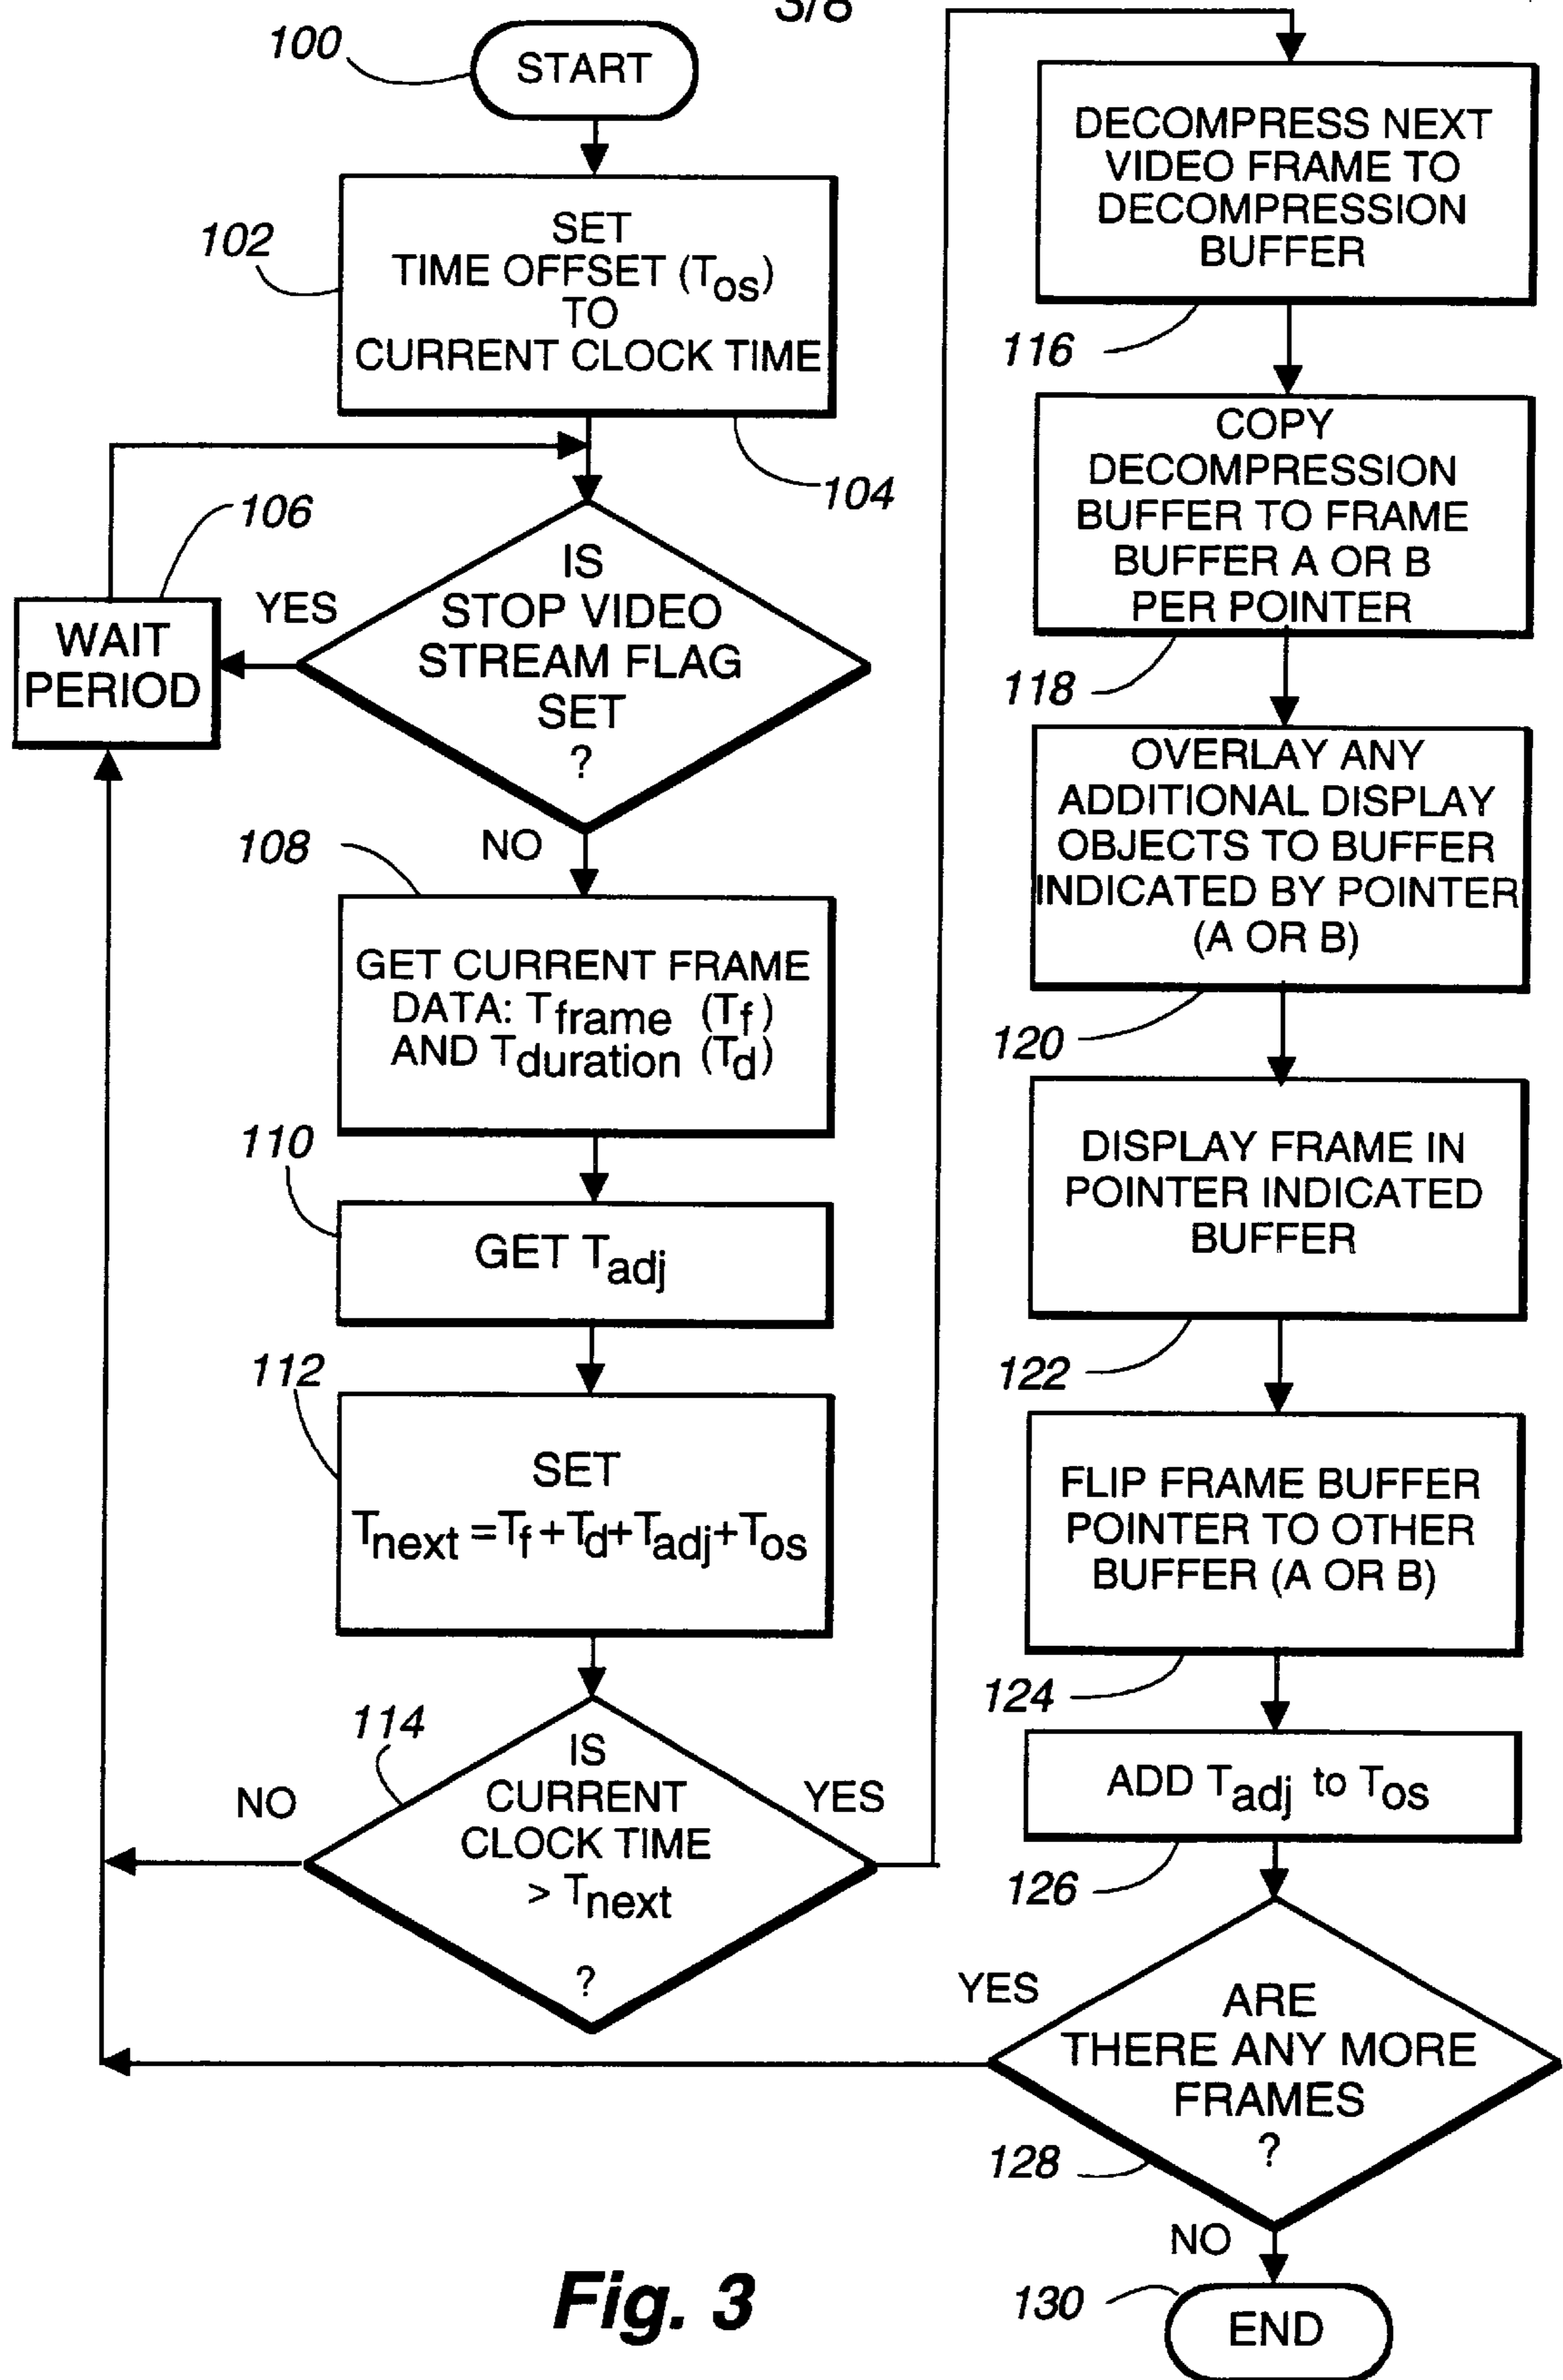 3/8
100
START
102
SET
TIME OFFSET (Tos)
TO
CURRENT CLOCK TIME
104
106
WAIT
PERIOD
YES
IS
STOP VIDEO
STREAM FLAG
SET
?
NO
108
GET CURRENT FRAME
DATA: Tframe (Tf)
AND Tduration (Td)
110
GET Tadj
112
SET
Tnext =Tf+Td+Tadj+Tos
114
NO
IS
CURRENT
CLOCK TIME
> Tnext
?
YES
DECOMPRESS NEXT
VIDEO FRAME TO
DECOMPRESSION
BUFFER
116
COPY
DECOMPRESSION
BUFFER TO FRAME
BUFFER A OR B
PER POINTER
118
OVERLAY ANY
ADDITIONAL DISPLAY
OBJECTS TO BUFFER
INDICATED BY POINTER
(A OR B)
120
DISPLAY FRAME IN
POINTER INDICATED
BUFFER
122
FLIP FRAME BUFFER
POINTER TO OTHER
BUFFER (A OR B)
124
ADD Tadj to Tos
126
YES
ARE
THERE ANY MORE
FRAMES
?
128
NO
130
END
Fig. 3